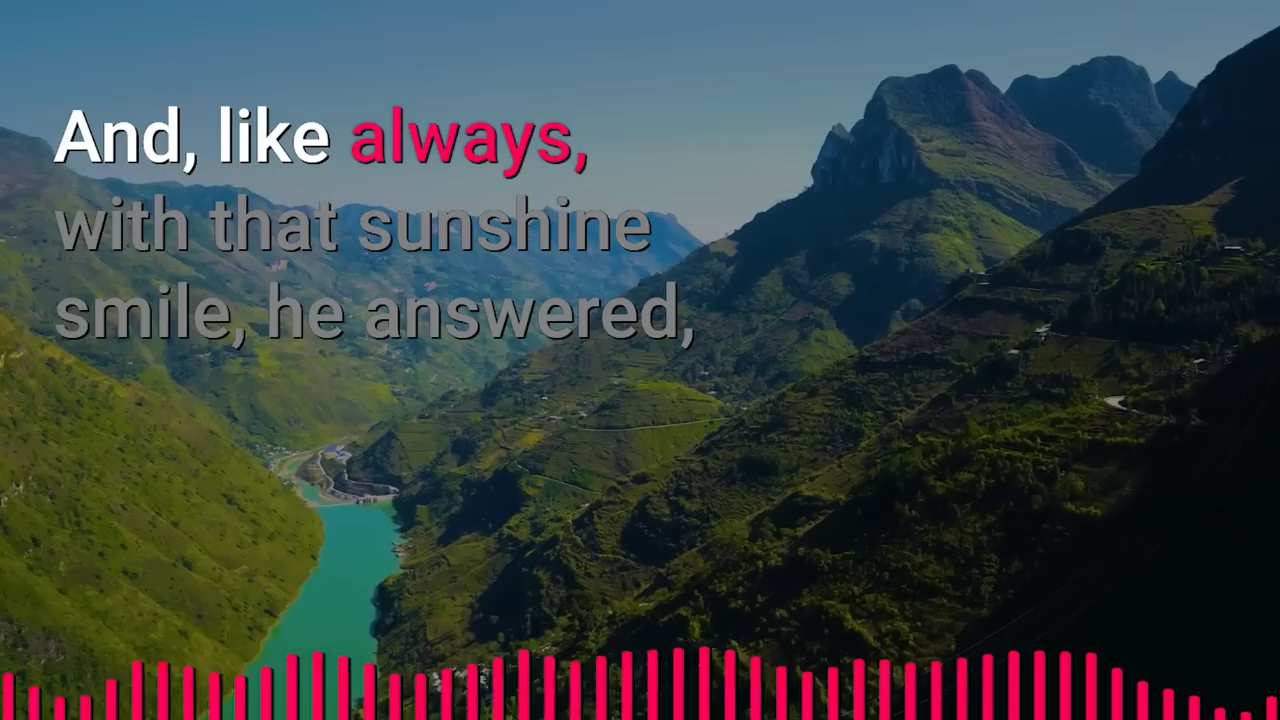 And, like always,
with that sunshine
smile, he answered,